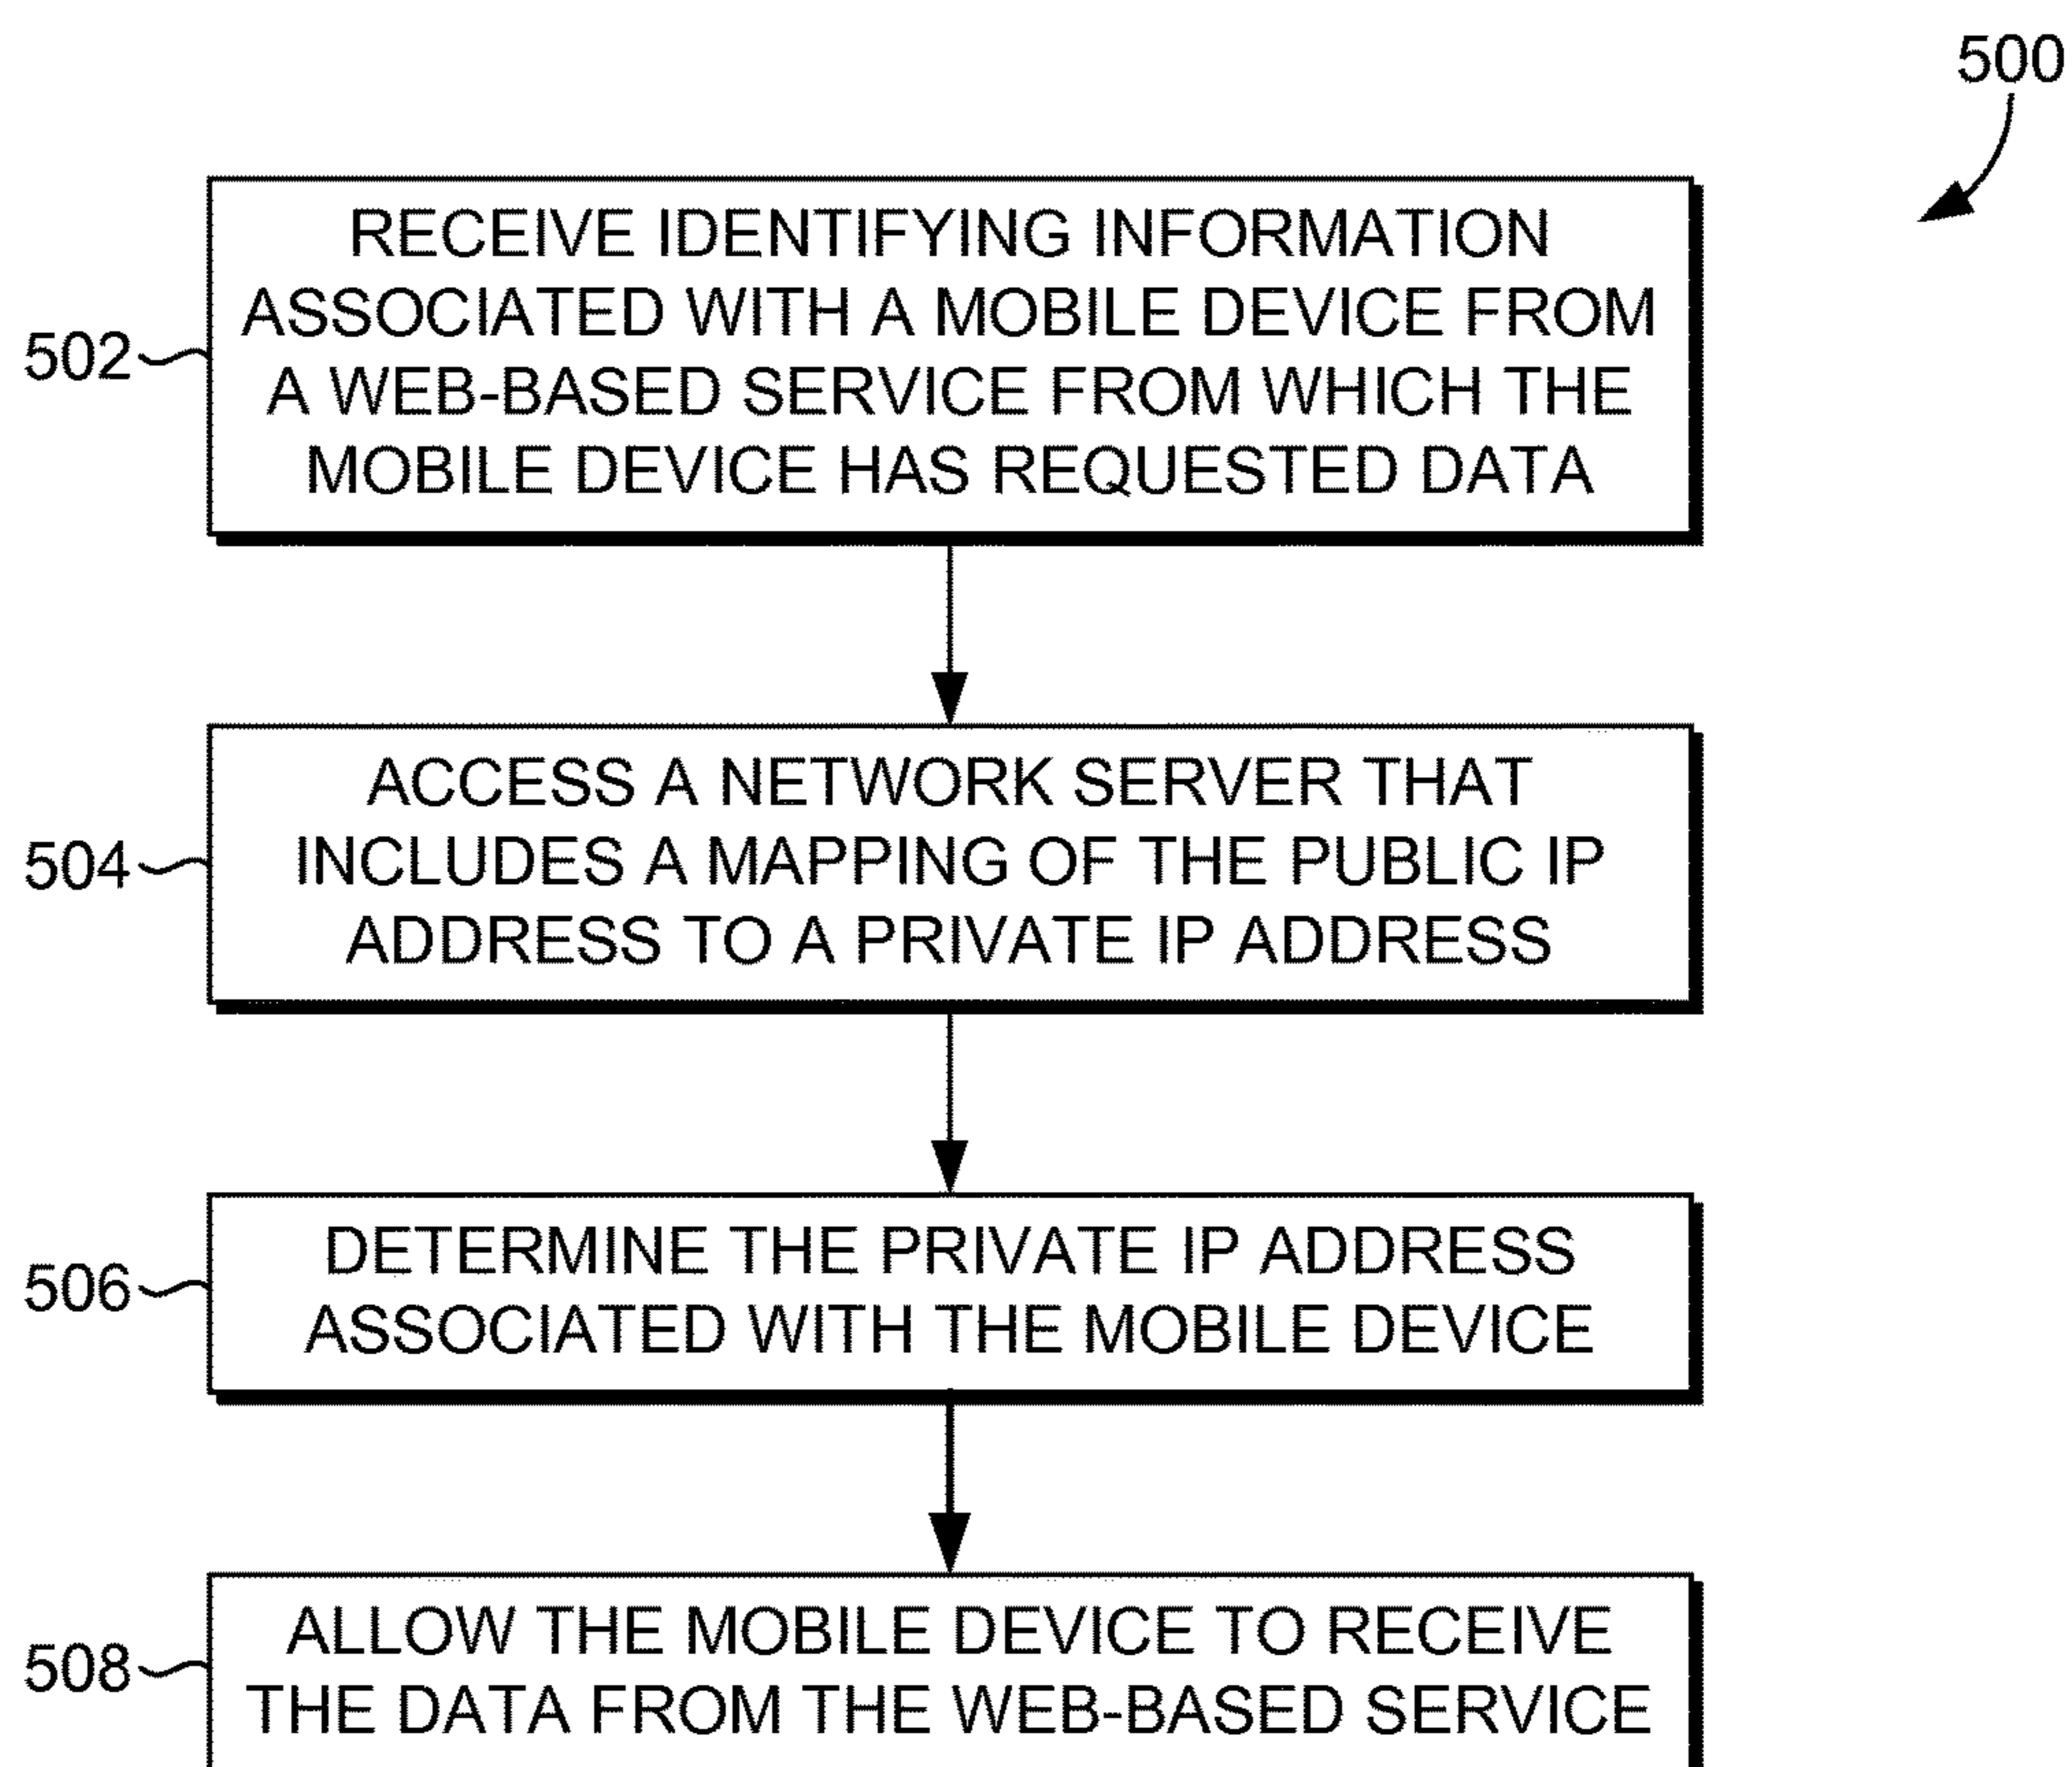 500
RECEIVE IDENTIFYING INFORMATION
ASSOCIATED WITH A MOBILE DEVICE FROM
502
A WEB-BASED SERVICE FROM WHICH THE
MOBILE DEVICE HAS REQUESTED DATA
ACCESS A NETWORK SERVER THAT
504
INCLUDES A MAPPING OF THE PUBLIC IP
ADDRESS TO A PRIVATE IP ADDRESS
506
DETERMINE THE PRIVATE IP ADDRESS
ASSOCIATED WITH THE MOBILE DEVICE
508
ALLOW THE MOBILE DEVICE TO RECEIVE
THE DATA FROM THE WEB-BASED SERVICE